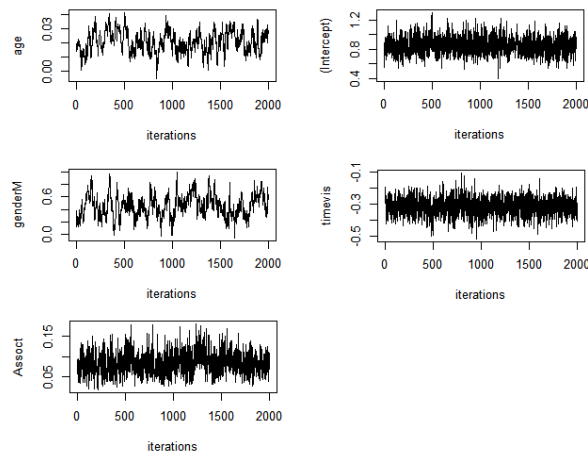 age
0.00 0.03
0 500 1000 1500 2000
iterations
(Intercept)
0.4 0.8 1.2
0 500 1000 1500 2000
iterations
genderM
0.0 0.6
0 500 1000 1500 2000
iterations
timevis
-0.5 -0.3 -0.1
0 500 1000 1500 2000
iterations
Assoct
0.05 0.15
0 500 1000 1500 2000
iterations